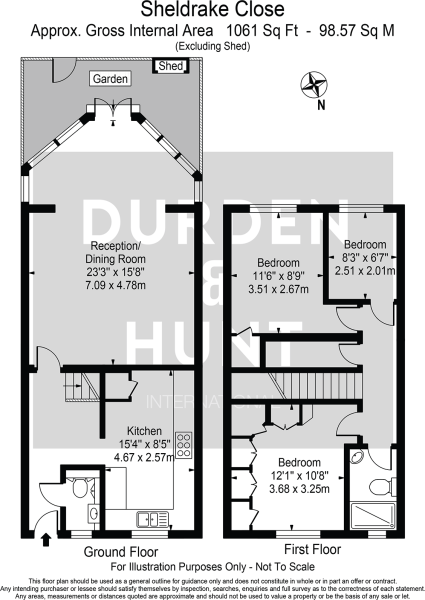 Sheldrake Close
Approx. Gross Internal Area 1061 Sq Ft - 98.57 Sq M
(Excluding Shed)
Shed
Garden
N
DURDEN
&
HUNT
INTERNATIONAL
Reception/
Dining Room
23'3" x 15'8"
7.09 x 4.78m
Kitchen
15'4" x 8'5"
4.67 x 2.57m
Bedroom
11'6" x 8'9"
3.51 x 2.67m
Bedroom
8'3" x 6'7"
2.51 x 2.01m
Bedroom
12'1" x 10'8"
3.68 x 3.25m
Ground Floor
First Floor
For Illustration Purposes Only - Not To Scale
This floor plan should be used as a general outline for guidance only and does not constitute in whole or in part an offer or contract.
Any intending purchaser or lessee should satisfy themselves by inspection, searches, enquiries and full survey as to the correctness of each statement.
Any areas, measurements or distances quoted are approximate and should not be used to value a property or be the basis of any sale or let.